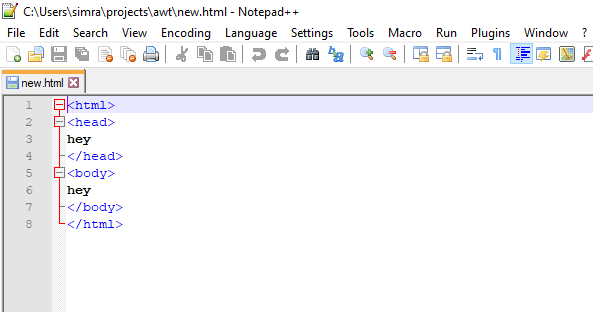 C:\Users\simra\projects\awt\new.html - Notepad++
File Edit Search View Encoding Language Settings Tools Macro Run Plugins Window ?
new.html
1 <html>
2 <head>
3 hey
4 </head>
5 <body>
6 hey
7 </body>
8 </html>